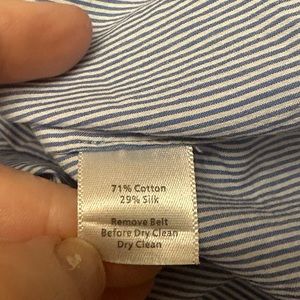 71% Cotton
29% Silk
Remove Belt
Before Dry Clean
Dry Clean